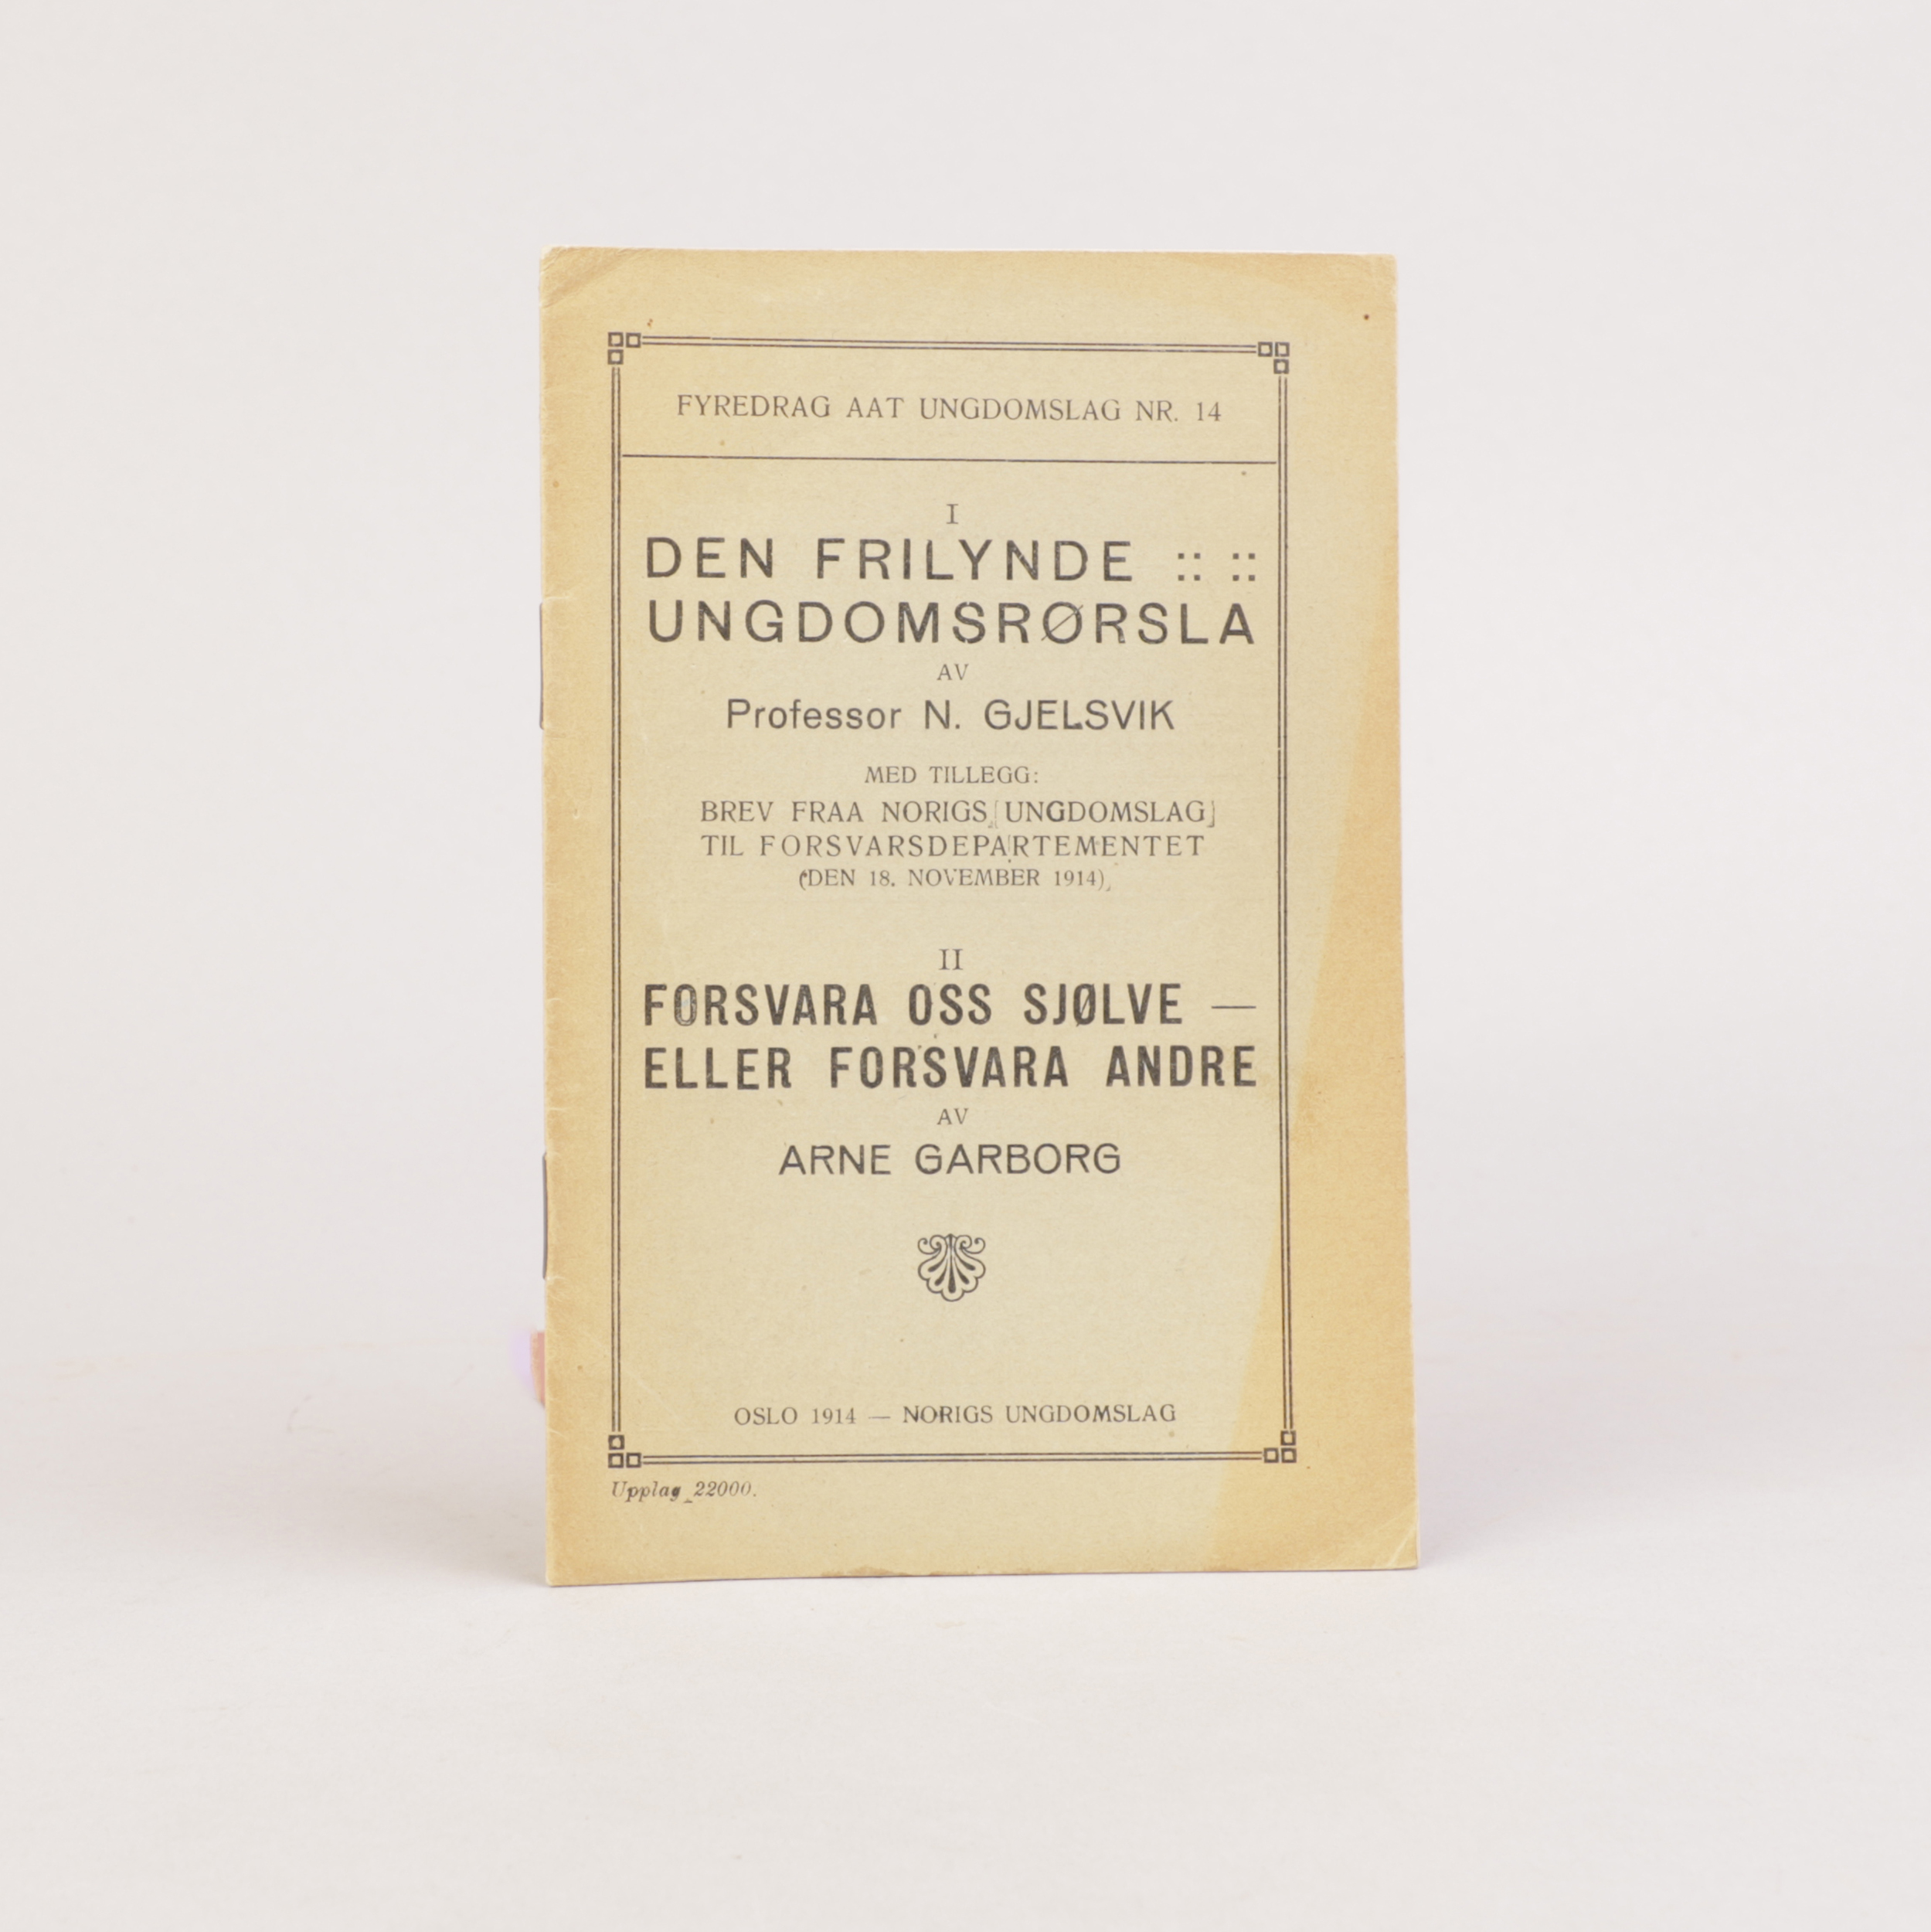 FYREDRAG AAT UNGDOMSLAG NR. 14
I
DEN FRILYNDE :: ::
UNGDOMSRØRSLA
AV
Professor N. GJELSVIK
MED TILLEGG:
BREV FRAA NORIGS UNGDOMSLAG
TIL FORSVARSDEPARTEMENTET
(DEN 18. NOVEMBER 1914)
II
FORSVARA OSS SJØLVE —
ELLER FORSVARA ANDRE
AV
ARNE GARBORG
OSLO 1914 — NORIGS UNGDOMSLAG
Upplag 22000.